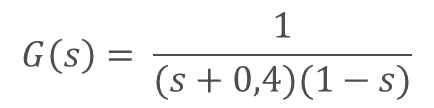 G(s) = 1 / (s + 0,4)(1 − s)